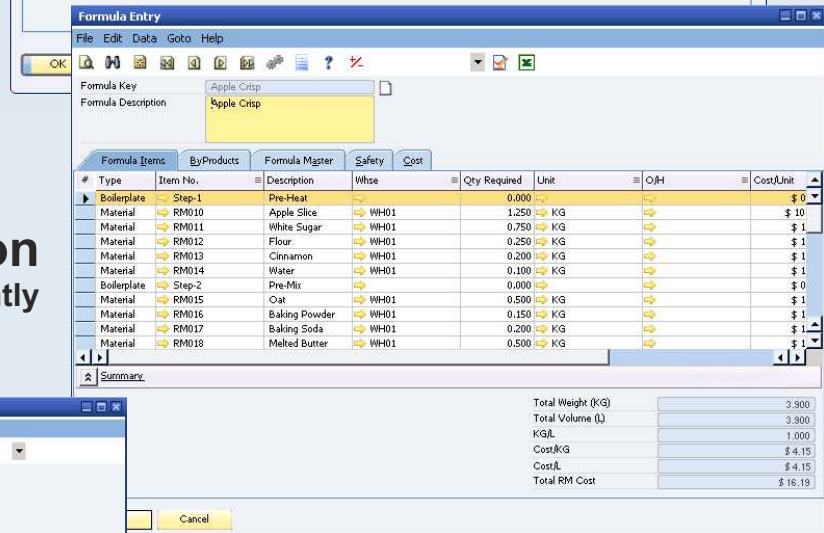 Formula Entry
File Edit Data Goto Help
OK
Formula Key Apple Crisp
Formula Description Apple Crisp
Formula Items ByProducts Formula Master Safety Cost
# Type Item No. Description Whse Qty Required Unit O/H Cost/Unit
Boilerplate Step-1 Pre-Heat 0.000 $ 0
Material RM010 Apple Slice WH01 1.250 KG $ 10
Material RM011 White Sugar WH01 0.750 KG $ 1
Material RM012 Flour WH01 0.250 KG $ 1
on
Material RM013 Cinnamon WH01 0.200 KG $ 1
Material RM014 Water WH01 0.100 KG $ 1
Boilerplate Step-2 Pre-Mix 0.000 $ 0
ntly
Material RM015 Oat WH01 0.500 KG $ 1
Material RM016 Baking Powder WH01 0.150 KG $ 1
Material RM017 Baking Soda WH01 0.200 KG $ 1
Material RM018 Melted Butter WH01 0.500 KG $ 1
Summary
Total Weight (KG) 3.900
Total Volume (L) 3.900
KG/L 1.000
Cost/KG $ 4.15
Cost/L $ 4.15
Total RM Cost $ 16.19
Cancel